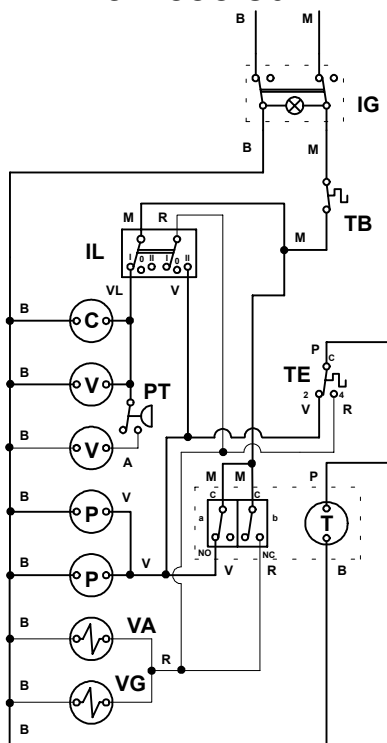 B M
IG
B M
TB
M R M
IL
I 0 II I 0 II
VL V
B C
P C
B V PT TE
2 4
V R
B V A
M M P
B P V C C
a b T
NO NC
B P V V R B
B VA
R
B VG
B